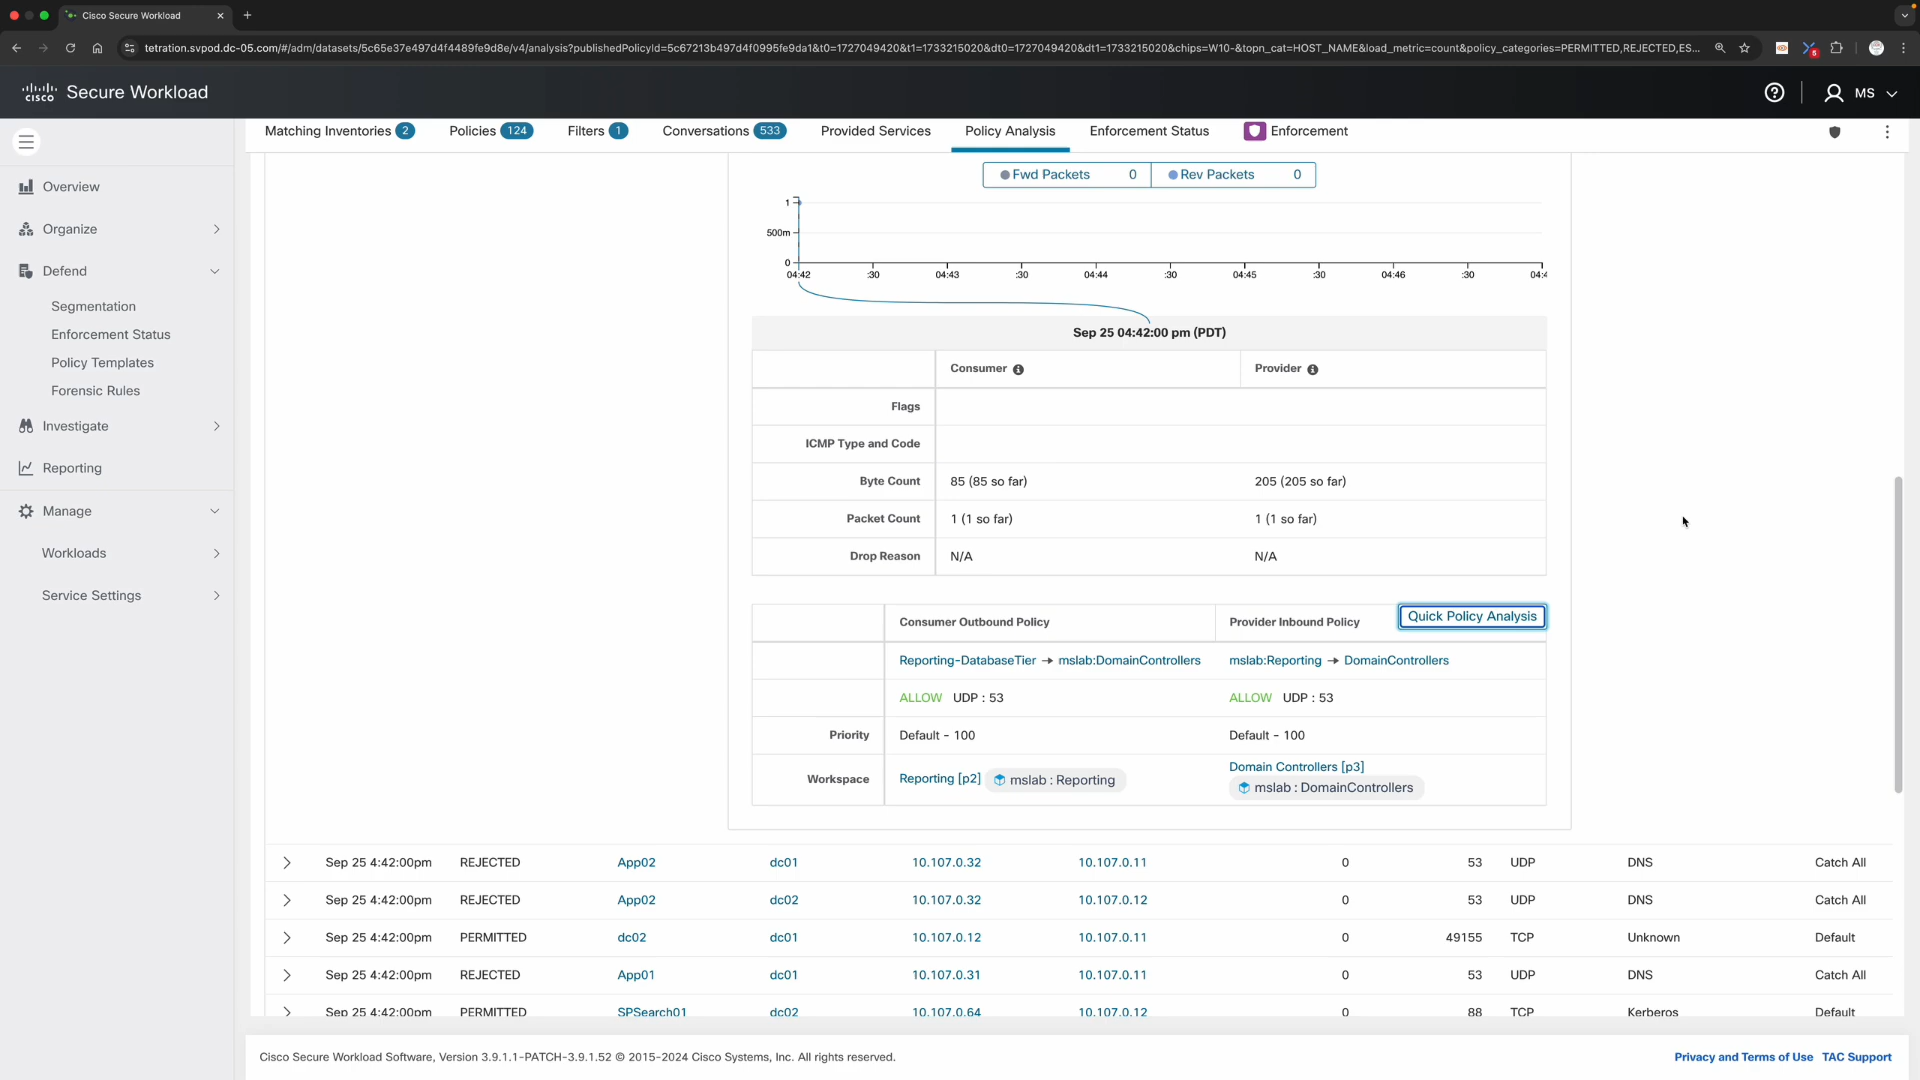 Cisco Secure Workload
tetration.svpod.dc-05.com/#/adm/datasets/5c65e37e497d4f4489fe9d8e/v4/analysis?publishedPolicyId=5c67213b497d4f0995fe9da1&t0=1727049420&t1=1733215020&dt0=1727049420&dt1=1733215020&chips=W10-&topn_cat=HOST_NAME&load_metric=count&policy_categories=PERMITTED,REJECTED,ES...
6
cisco Secure Workload
MS
Matching Inventories 2 Policies 124 Filters 1 Conversations 533 Provided Services Policy Analysis Enforcement Status Enforcement
Overview
Organize
Defend
Segmentation
Enforcement Status
Policy Templates
Forensic Rules
Investigate
Reporting
Manage
Workloads
Service Settings
Fwd Packets 0 Rev Packets 0
1
500m
0
04:42 :30 04:43 :30 04:44 :30 04:45 :30 04:46 :30 04:4
Sep 25 04:42:00 pm (PDT)
Consumer Provider
Flags
ICMP Type and Code
Byte Count 85 (85 so far) 205 (205 so far)
Packet Count 1 (1 so far) 1 (1 so far)
Drop Reason N/A N/A
Consumer Outbound Policy Provider Inbound Policy Quick Policy Analysis
Reporting-DatabaseTier → mslab:DomainControllers mslab:Reporting → DomainControllers
ALLOW UDP : 53 ALLOW UDP : 53
Priority Default - 100 Default - 100
Workspace Reporting [p2] mslab : Reporting Domain Controllers [p3]
mslab : DomainControllers
Sep 25 4:42:00pm REJECTED App02 dc01 10.107.0.32 10.107.0.11 0 53 UDP DNS Catch All
Sep 25 4:42:00pm REJECTED App02 dc02 10.107.0.32 10.107.0.12 0 53 UDP DNS Catch All
Sep 25 4:42:00pm PERMITTED dc02 dc01 10.107.0.12 10.107.0.11 0 49155 TCP Unknown Default
Sep 25 4:42:00pm REJECTED App01 dc01 10.107.0.31 10.107.0.11 0 53 UDP DNS Catch All
Sep 25 4:42:00pm PERMITTED SPSearch01 dc02 10.107.0.64 10.107.0.12 0 88 TCP Kerberos Default
Cisco Secure Workload Software, Version 3.9.1.1-PATCH-3.9.1.52 © 2015-2024 Cisco Systems, Inc. All rights reserved.
Privacy and Terms of Use TAC Support